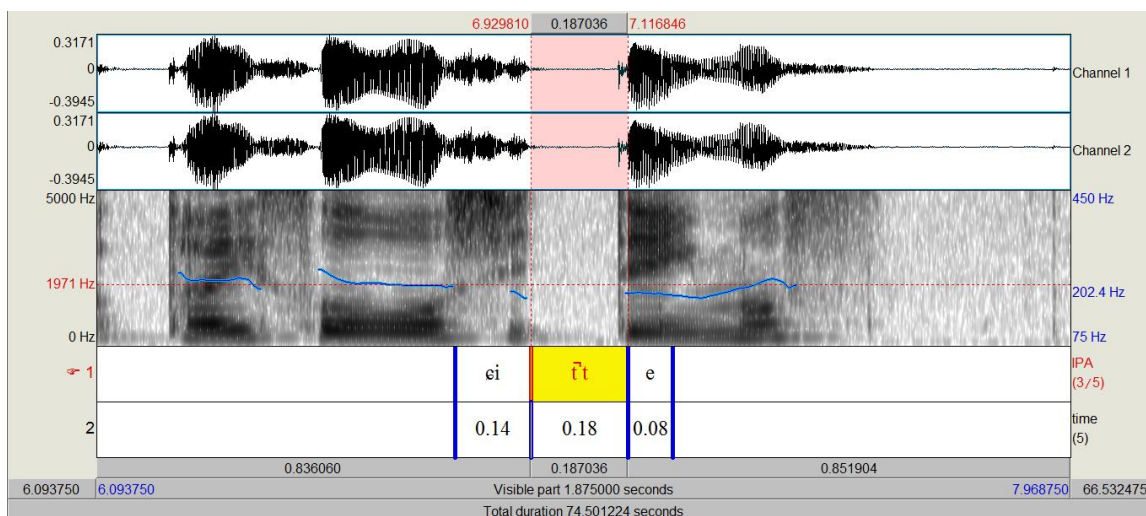 6.929810 0.187036 7.116846
0.3171
0
-0.3945
Channel 1
0.3171
0
-0.3945
Channel 2
5000 Hz 450 Hz
1971 Hz 202.4 Hz
0 Hz 75 Hz
1 ɕi t̚t e IPA
(3/5)
2 0.14 0.18 0.08 time
(5)
0.836060 0.187036 0.851904
6.093750 6.093750 Visible part 1.875000 seconds 7.968750 66.532475
Total duration 74.501224 seconds